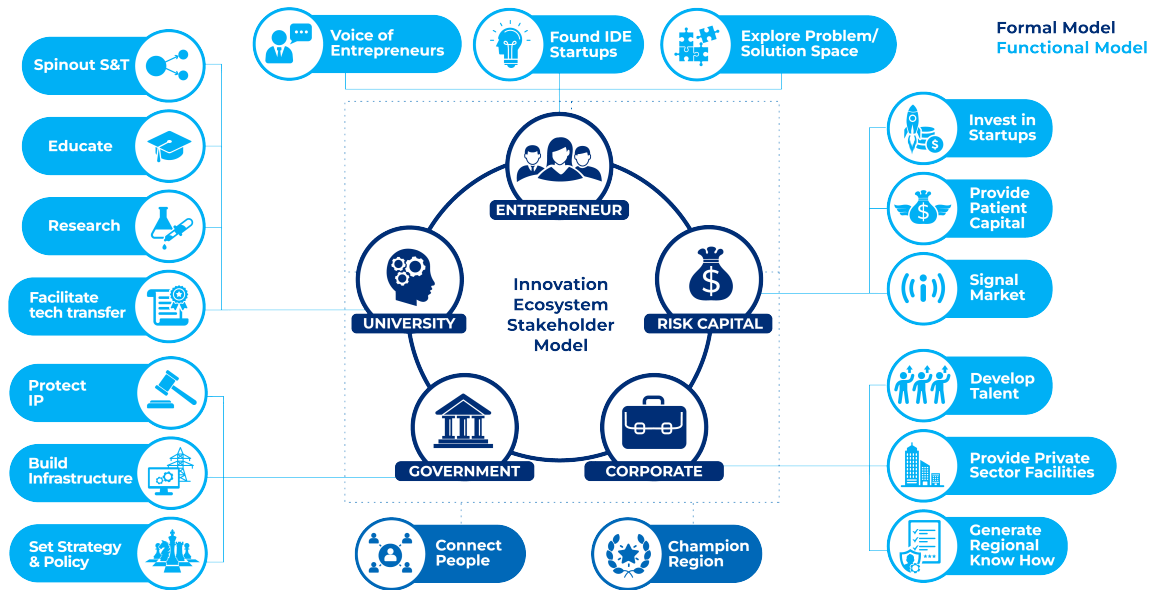 Formal Model
Functional Model
Voice of
Entrepreneurs
Found IDE
Startups
Explore Problem/
Solution Space
Spinout S&T
Educate
Research
Facilitate
tech transfer
Protect
IP
Build
Infrastructure
Set Strategy
& Policy
ENTREPRENEUR
UNIVERSITY
RISK CAPITAL
GOVERNMENT
CORPORATE
Innovation
Ecosystem
Stakeholder
Model
Invest in
Startups
Provide
Patient
Capital
Signal
Market
Develop
Talent
Provide Private
Sector Facilities
Generate
Regional
Know How
Connect
People
Champion
Region